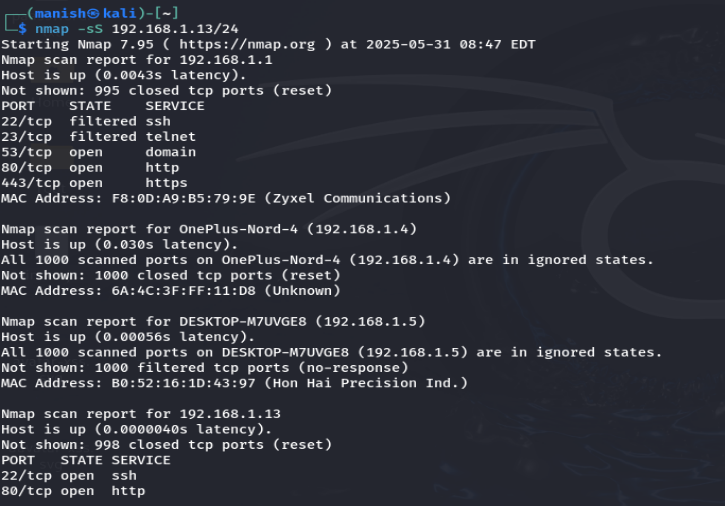 ┌──(manish㉿kali)-[~]
└─$ nmap -sS 192.168.1.13/24
Starting Nmap 7.95 ( https://nmap.org ) at 2025-05-31 08:47 EDT
Nmap scan report for 192.168.1.1
Host is up (0.0043s latency).
Not shown: 995 closed tcp ports (reset)
PORT    STATE    SERVICE
22/tcp  filtered ssh
23/tcp  filtered telnet
53/tcp  open     domain
80/tcp  open     http
443/tcp open     https
MAC Address: F8:0D:A9:B5:79:9E (Zyxel Communications)

Nmap scan report for OnePlus-Nord-4 (192.168.1.4)
Host is up (0.030s latency).
All 1000 scanned ports on OnePlus-Nord-4 (192.168.1.4) are in ignored states.
Not shown: 1000 closed tcp ports (reset)
MAC Address: 6A:4C:3F:FF:11:D8 (Unknown)

Nmap scan report for DESKTOP-M7UVGE8 (192.168.1.5)
Host is up (0.00056s latency).
All 1000 scanned ports on DESKTOP-M7UVGE8 (192.168.1.5) are in ignored states.
Not shown: 1000 filtered tcp ports (no-response)
MAC Address: B0:52:16:1D:43:97 (Hon Hai Precision Ind.)

Nmap scan report for 192.168.1.13
Host is up (0.0000040s latency).
Not shown: 998 closed tcp ports (reset)
PORT   STATE SERVICE
22/tcp open  ssh
80/tcp open  http